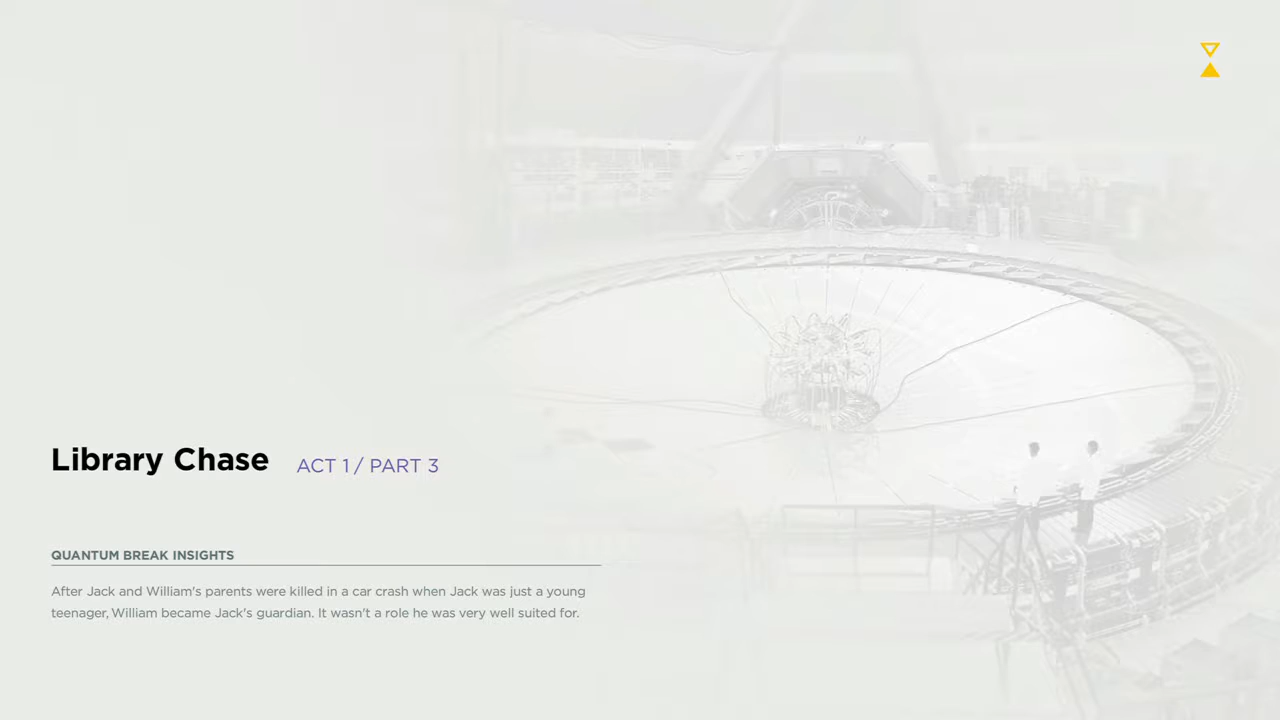 Library Chase ACT 1 / PART 3
QUANTUM BREAK INSIGHTS
After Jack and William's parents were killed in a car crash when Jack was just a young
teenager, William became Jack's guardian. It wasn't a role he was very well suited for.